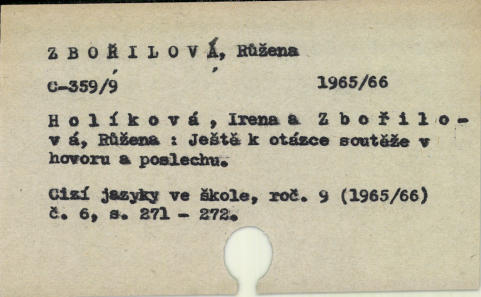 Z B O Ř I L O V Á, Růžena
C-359/9 1965/66
H o l í k o v á , Irena a Z b o ř i l o -
v á, Růžena : Ještě k otázce soutěže v
hovoru a poslechu.
Cizí jazyky ve škole, roč. 9 (1965/66)
č. 6, s. 271 - 272.